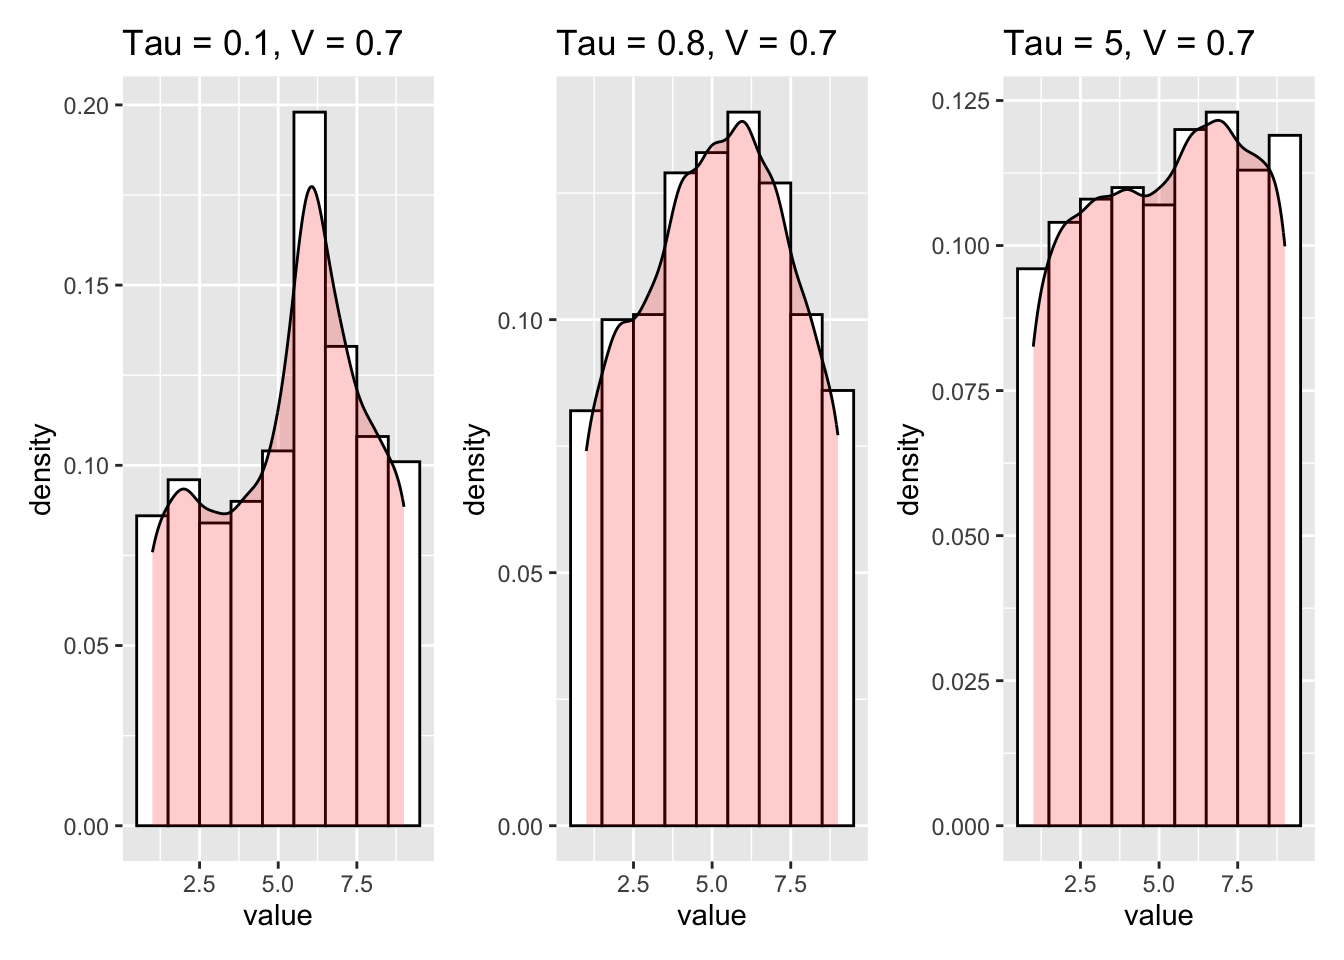 Tau = 0.1, V = 0.7
0.20
0.15
0.10
0.05
0.00
density
2.5 5.0 7.5
value
Tau = 0.8, V = 0.7
0.10
0.05
0.00
density
2.5 5.0 7.5
value
Tau = 5, V = 0.7
0.125
0.100
0.075
0.050
0.025
0.000
density
2.5 5.0 7.5
value